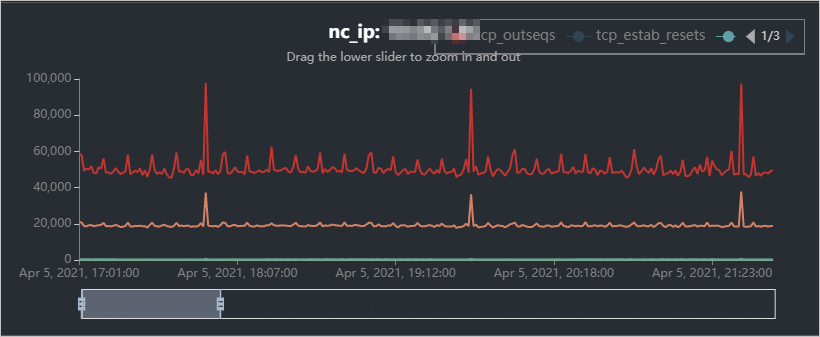 nc_ip:
cp_outseqs tcp_estab_resets 1/3
Drag the lower slider to zoom in and out
100,000
80,000
60,000
40,000
20,000
0
Apr 5, 2021, 17:01:00 Apr 5, 2021, 18:07:00 Apr 5, 2021, 19:12:00 Apr 5, 2021, 20:18:00 Apr 5, 2021, 21:23:00